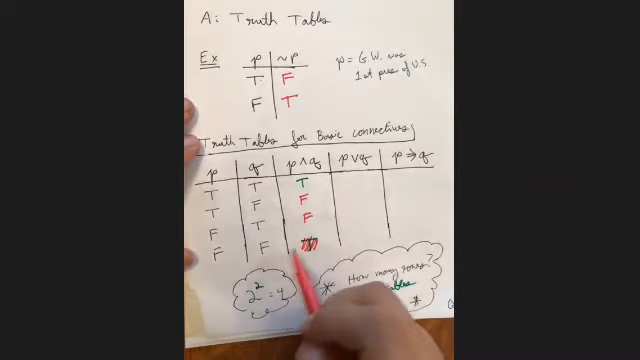 A: Truth Tables
Ex p ~p p = G.W. was
T F 1st pres of U.S.
F T
Truth Tables for Basic Connectives
p q p ∧ q p ∨ q p ⇒ q
T T T
T F F
F T F
F F
2² = 4 * How many rows?
*